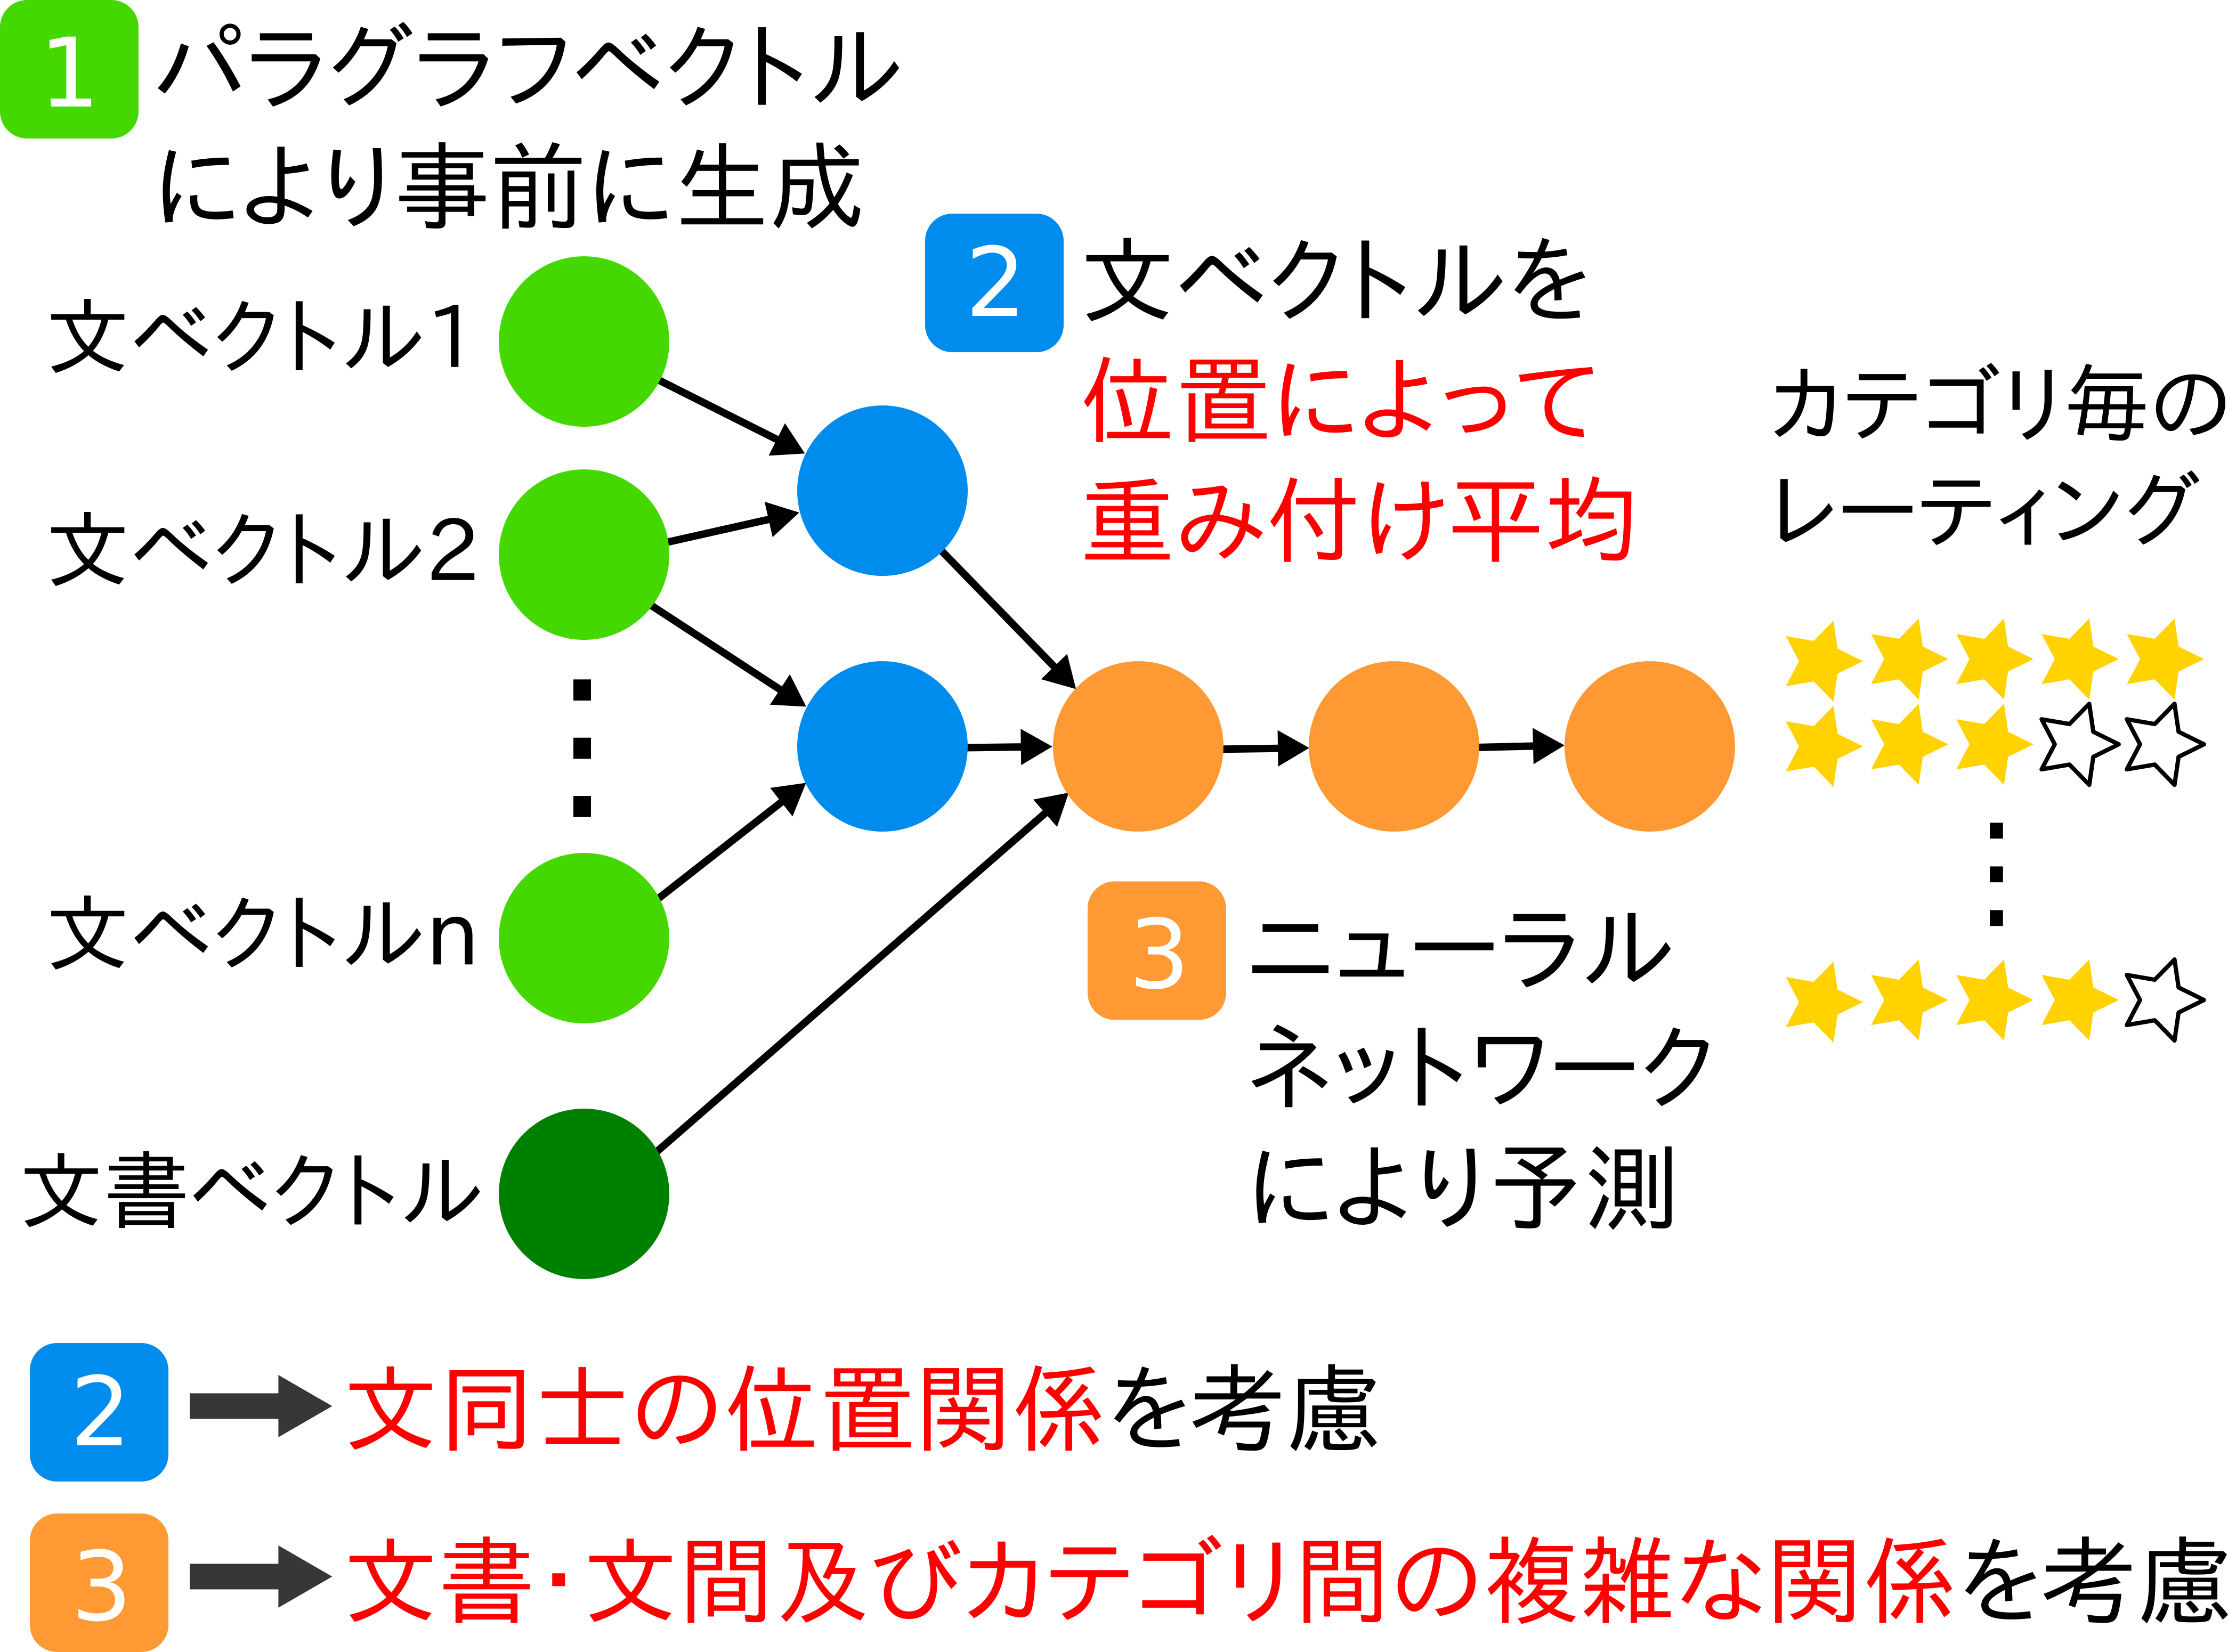 1 パラグラフベクトル
により事前に生成
文ベクトル1
文ベクトル2
文ベクトルn
文書ベクトル
2 文ベクトルを
位置によって
重み付け平均
カテゴリ毎の
レーティング
3 ニューラル
ネットワーク
により予測
2 文同士の位置関係を考慮
3 文書・文間及びカテゴリ間の複雑な関係を考慮